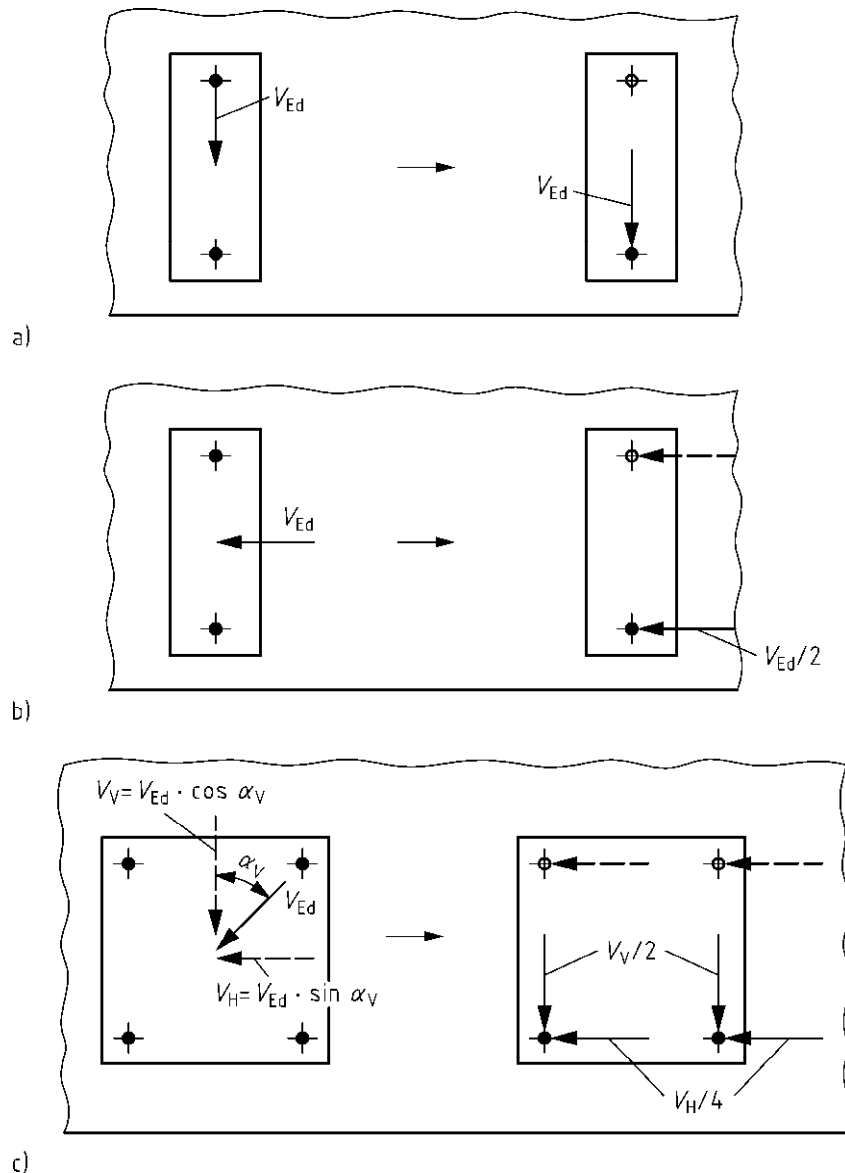 V_Ed
V_Ed
a)
V_Ed
V_Ed/2
b)
V_V = V_Ed · cos α_V
α_V
V_Ed
V_H = V_Ed · sin α_V
V_V/2
V_H/4
c)